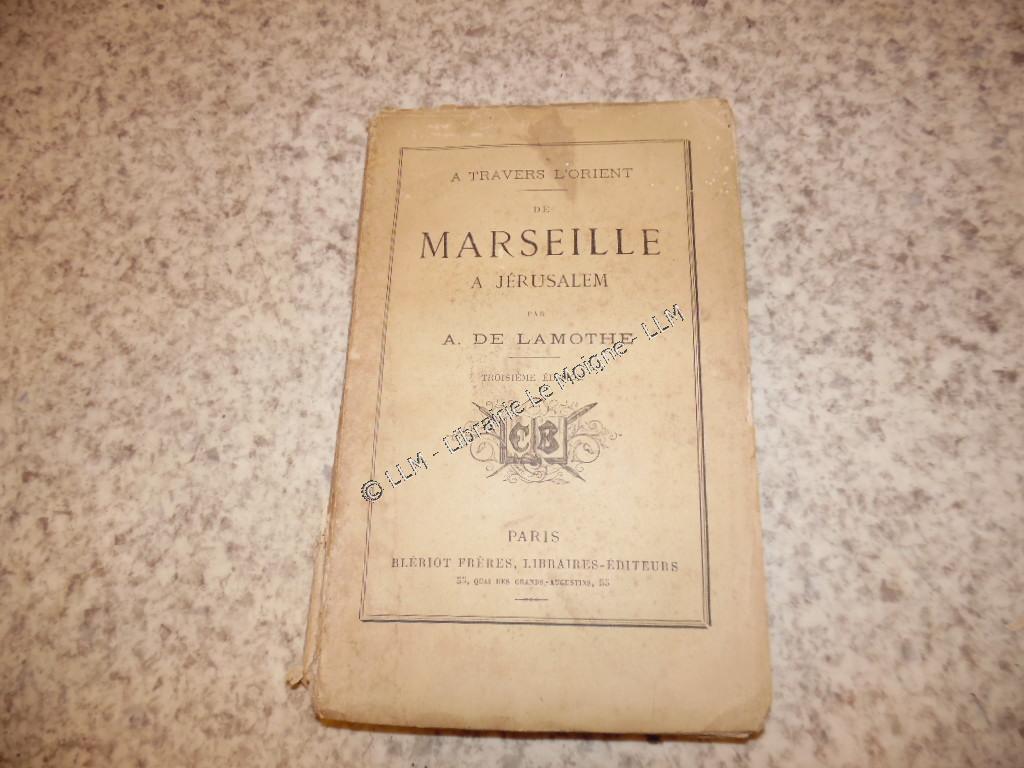 A TRAVERS L'ORIENT
DE
MARSEILLE
A JÉRUSALEM
PAR
A. DE LAMOTHE
TROISIÈME
© LLM - Librairie Le Moigne - LLM
PARIS
BLÉRIOT FRÈRES, LIBRAIRES-ÉDITEURS
55, QUAI DES GRANDS-AUGUSTINS, 55